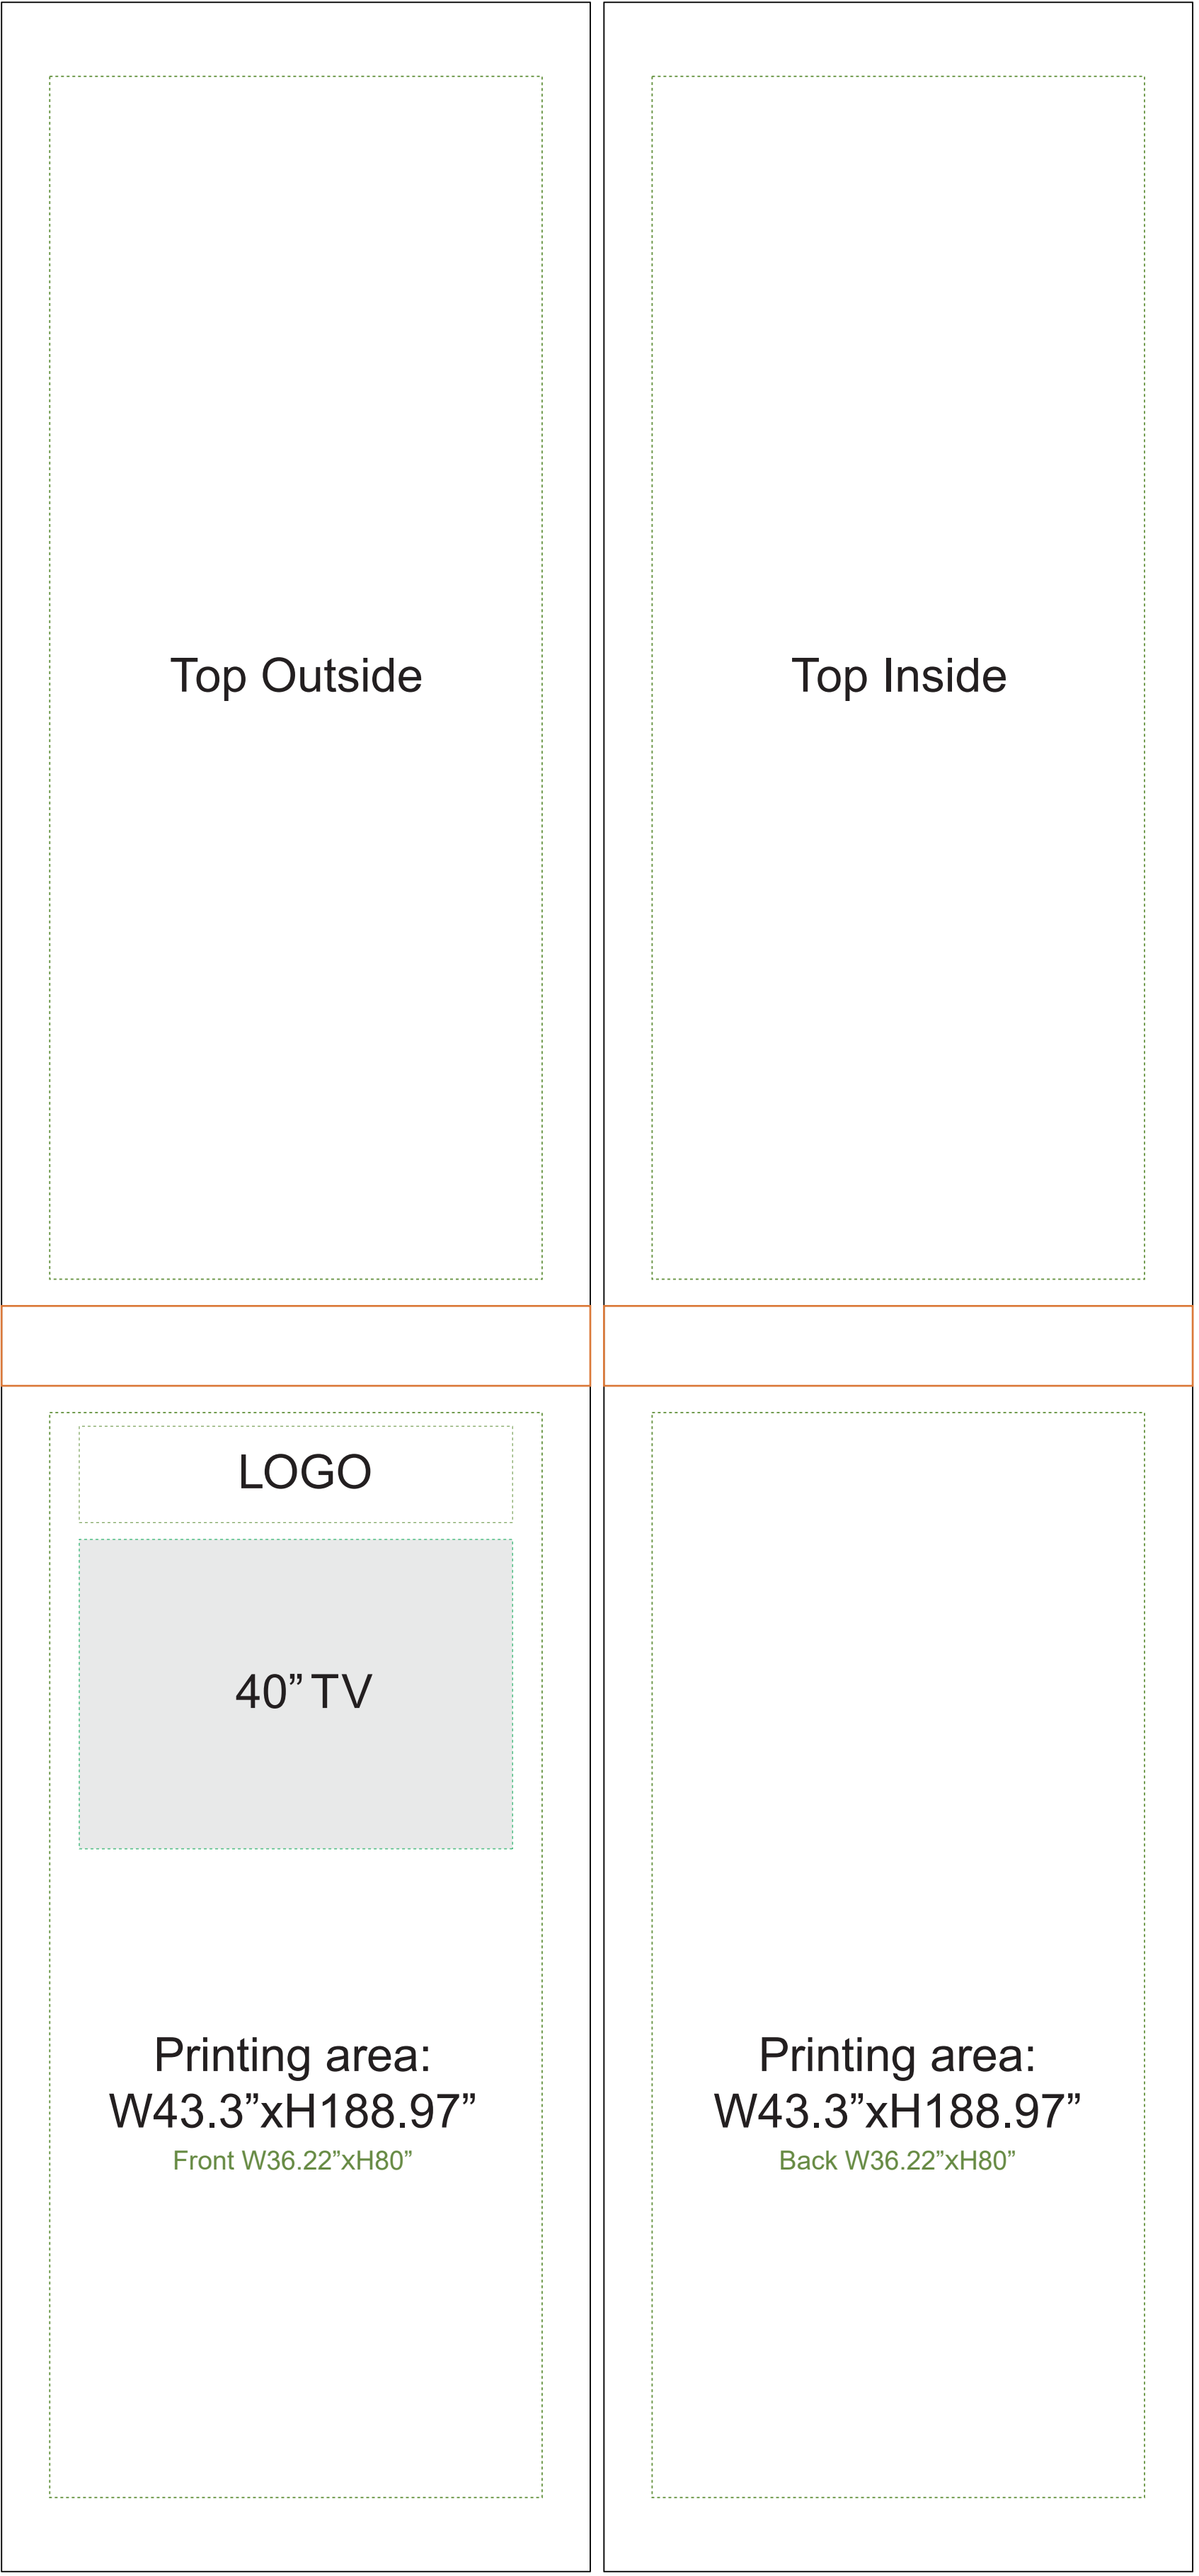 Top Outside
Top Inside
LOGO
40” TV
Printing area:
W43.3”xH188.97”
Front W36.22”xH80”
Printing area:
W43.3”xH188.97”
Back W36.22”xH80”